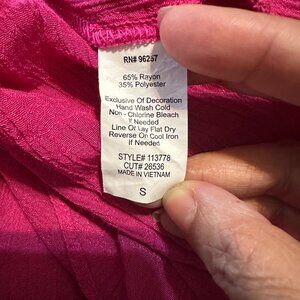 RN# 96257
65% Rayon
35% Polyester
Exclusive Of Decoration
Hand Wash Cold
Non - Chlorine Bleach
If Needed
Line Or Lay Flat Dry
Reverse On Cool Iron
If Needed
STYLE# 113778
CUT# 26536
MADE IN VIETNAM
S